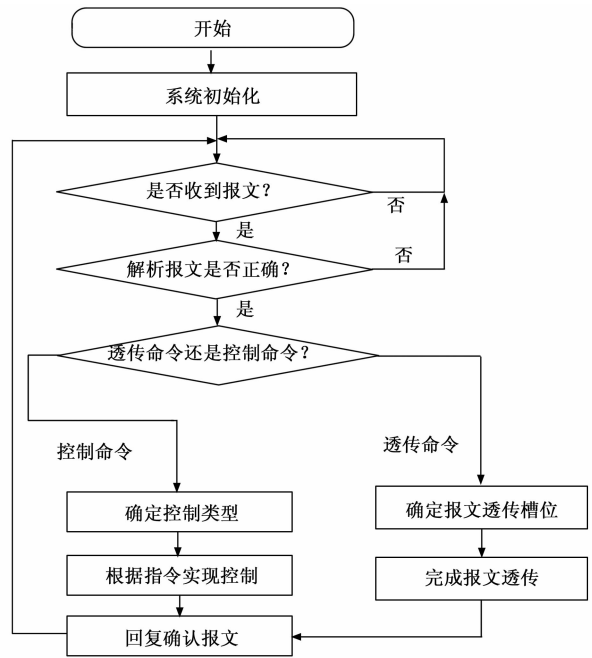 开始
系统初始化
是否收到报文？
否
是
解析报文是否正确？
否
是
透传命令还是控制命令？
控制命令
透传命令
确定控制类型
确定报文透传槽位
根据指令实现控制
完成报文透传
回复确认报文